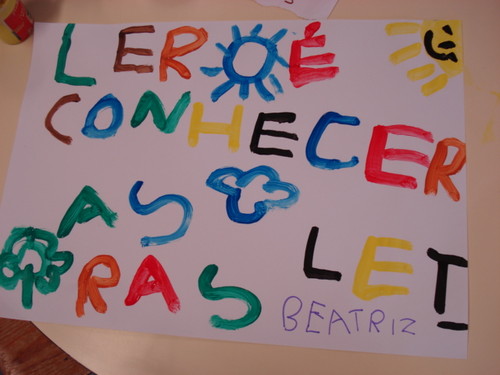 LER É
CONHECER
AS LET
RAS
BEATRIZ